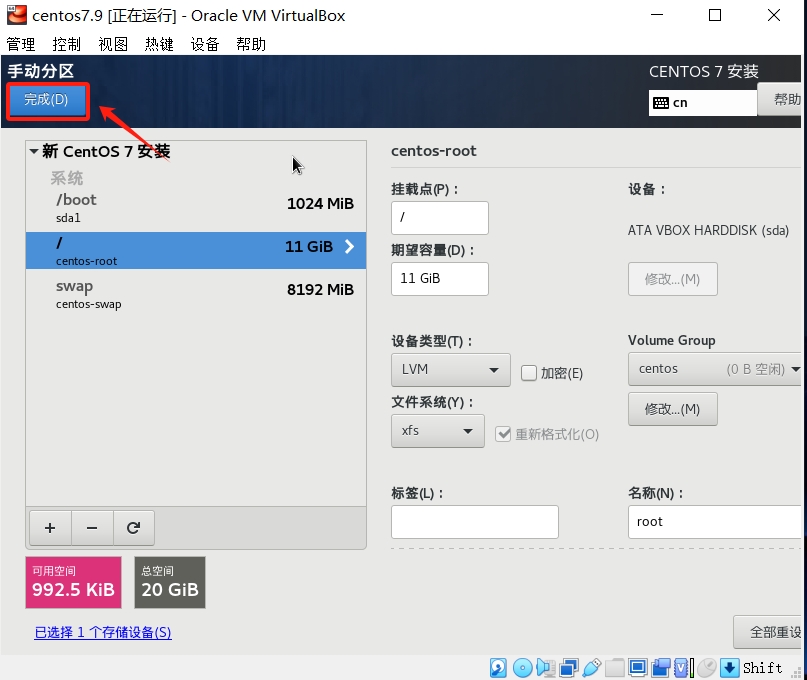 centos7.9 [正在运行] - Oracle VM VirtualBox
管理 控制 视图 热键 设备 帮助
手动分区
CENTOS 7 安装
完成(D)
cn
帮助
新 CentOS 7 安装
系统
/boot
1024 MiB
sda1
/
11 GiB
centos-root
swap
8192 MiB
centos-swap
centos-root
挂载点(P)：
/
设备：
ATA VBOX HARDDISK (sda)
期望容量(D)：
11 GiB
修改...(M)
设备类型(T)：
LVM
加密(E)
Volume Group
centos (0 B 空闲)
修改...(M)
文件系统(Y)：
xfs
重新格式化(O)
标签(L)：
名称(N)：
root
+ −
可用空间
992.5 KiB
总空间
20 GiB
已选择 1 个存储设备(S)
全部重设
Shift